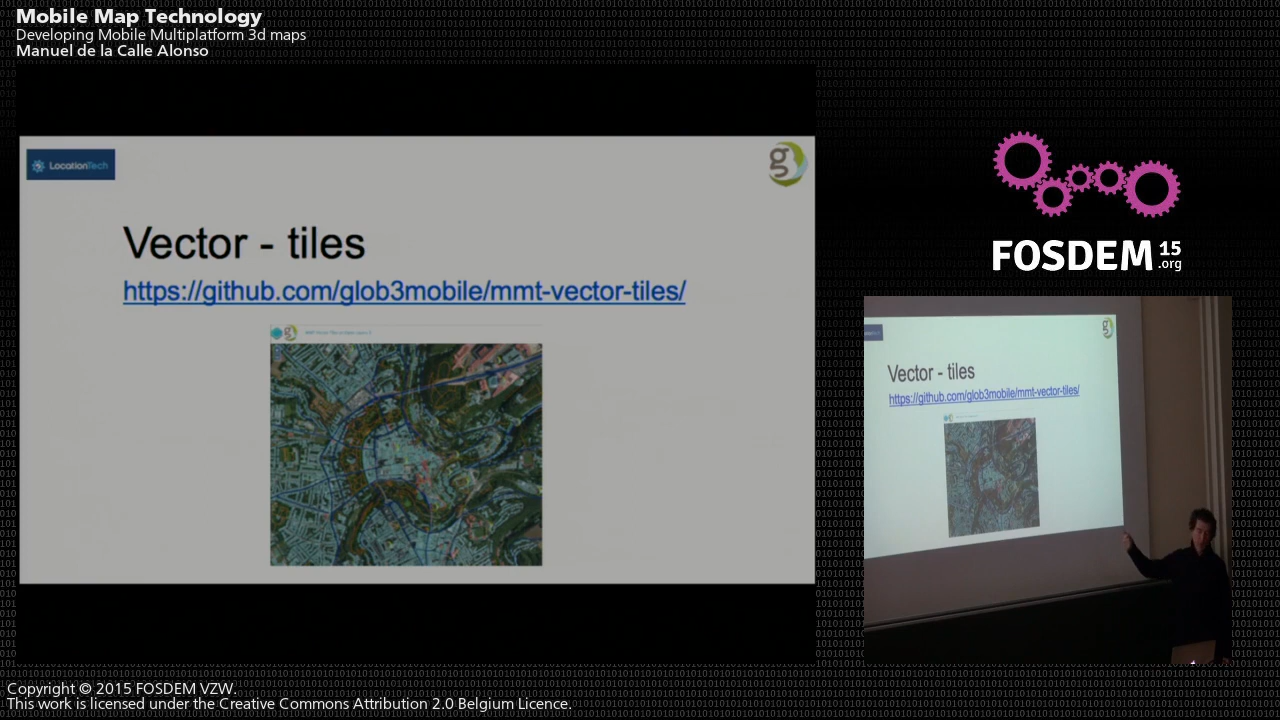 Mobile Map Technology
Developing Mobile Multiplatform 3d maps
Manuel de la Calle Alonso
LocationTech
g
Vector - tiles
https://github.com/glob3mobile/mmt-vector-tiles/
g
FOSDEM 15
.org
g
Vector - tiles
https://github.com/glob3mobile/mmt-vector-tiles/
Copyright © 2015 FOSDEM VZW.
This work is licensed under the Creative Commons Attribution 2.0 Belgium Licence.